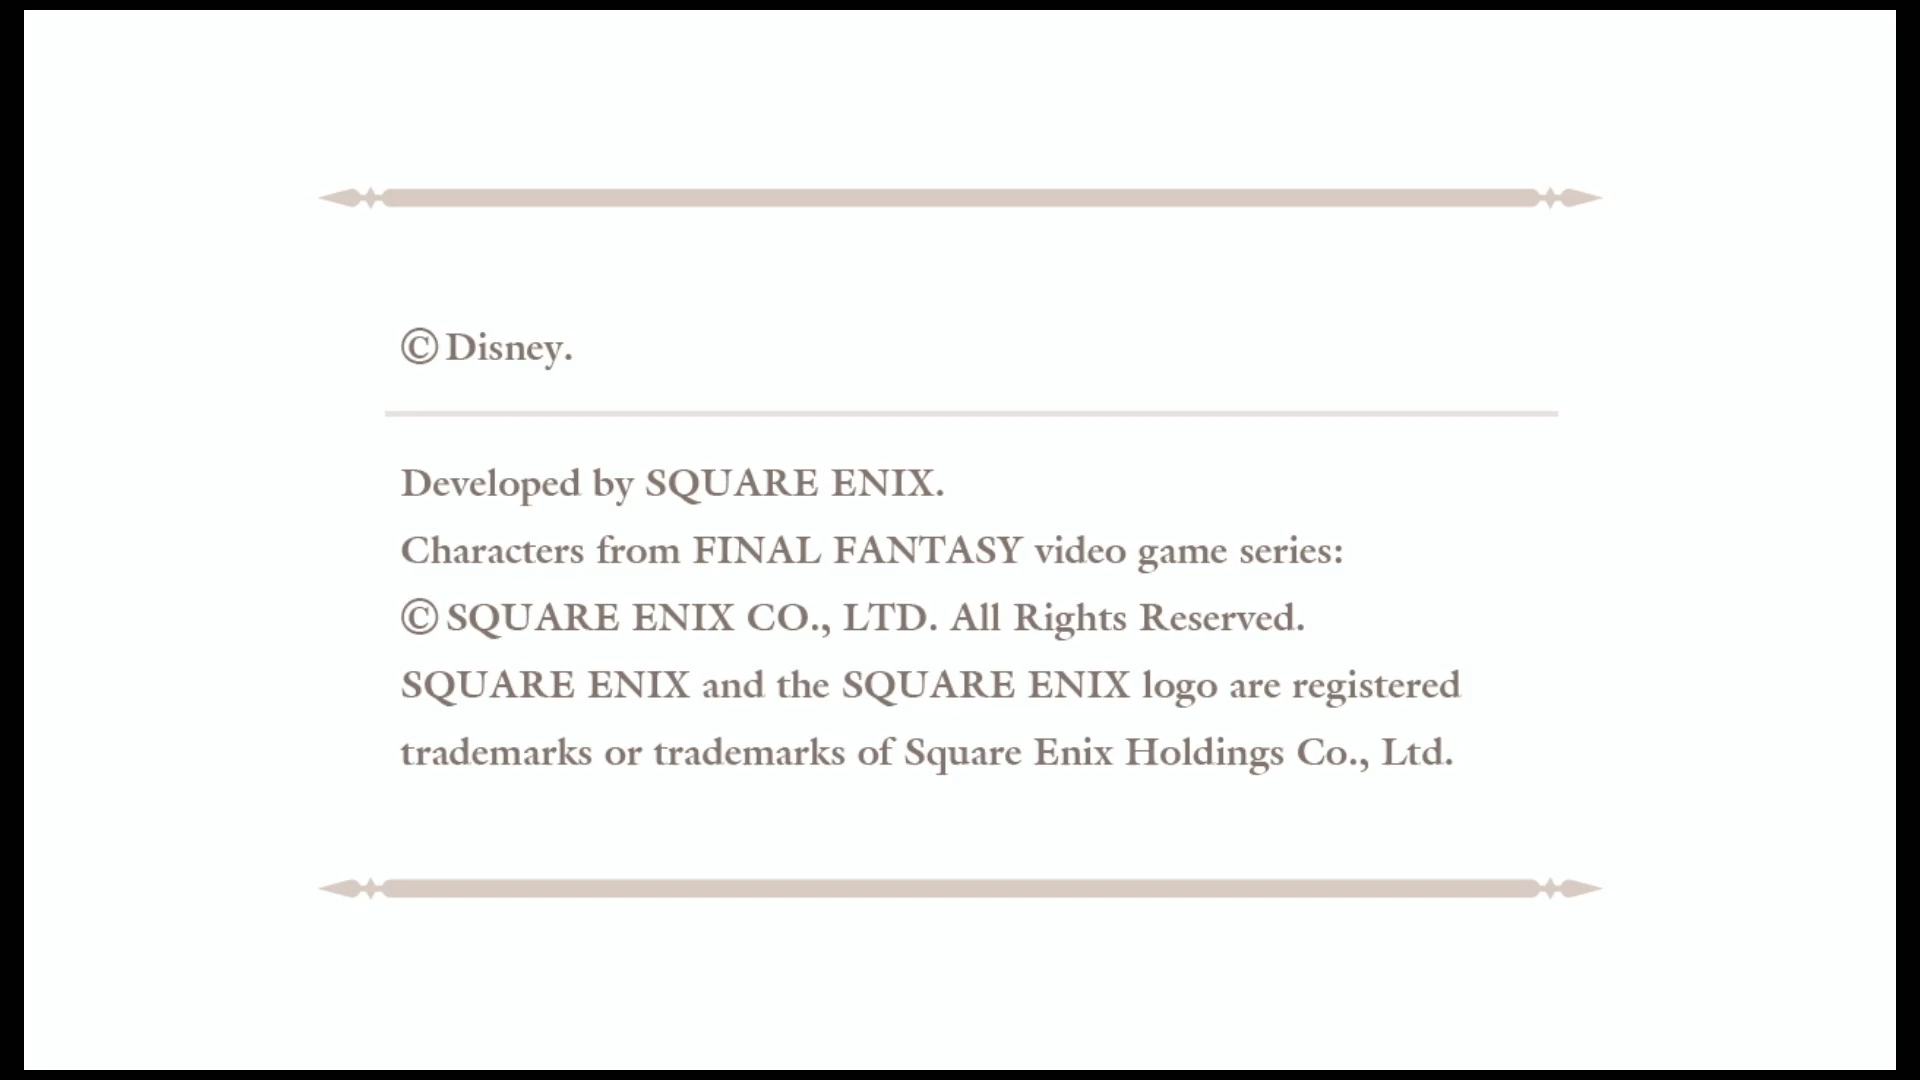 © Disney.
Developed by SQUARE ENIX.
Characters from FINAL FANTASY video game series:
© SQUARE ENIX CO., LTD. All Rights Reserved.
SQUARE ENIX and the SQUARE ENIX logo are registered
trademarks or trademarks of Square Enix Holdings Co., Ltd.